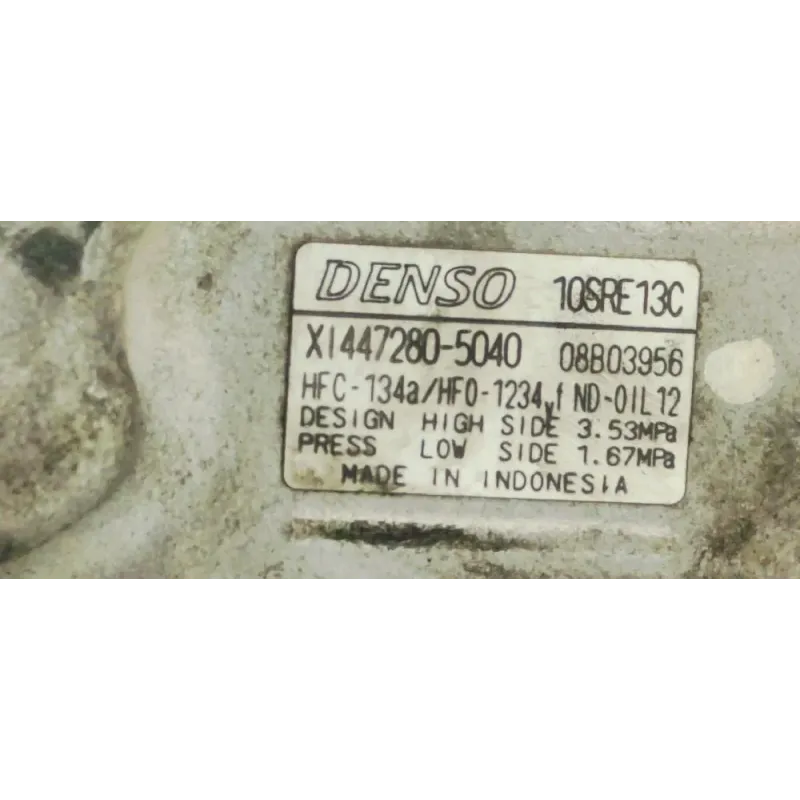 DENSO 10SRE13C
XI447280-5040 08B03956
HFC-134a/HFO-1234yf ND-OIL12
DESIGN HIGH SIDE 3.53MPa
PRESS LOW SIDE 1.67MPa
MADE IN INDONESIA